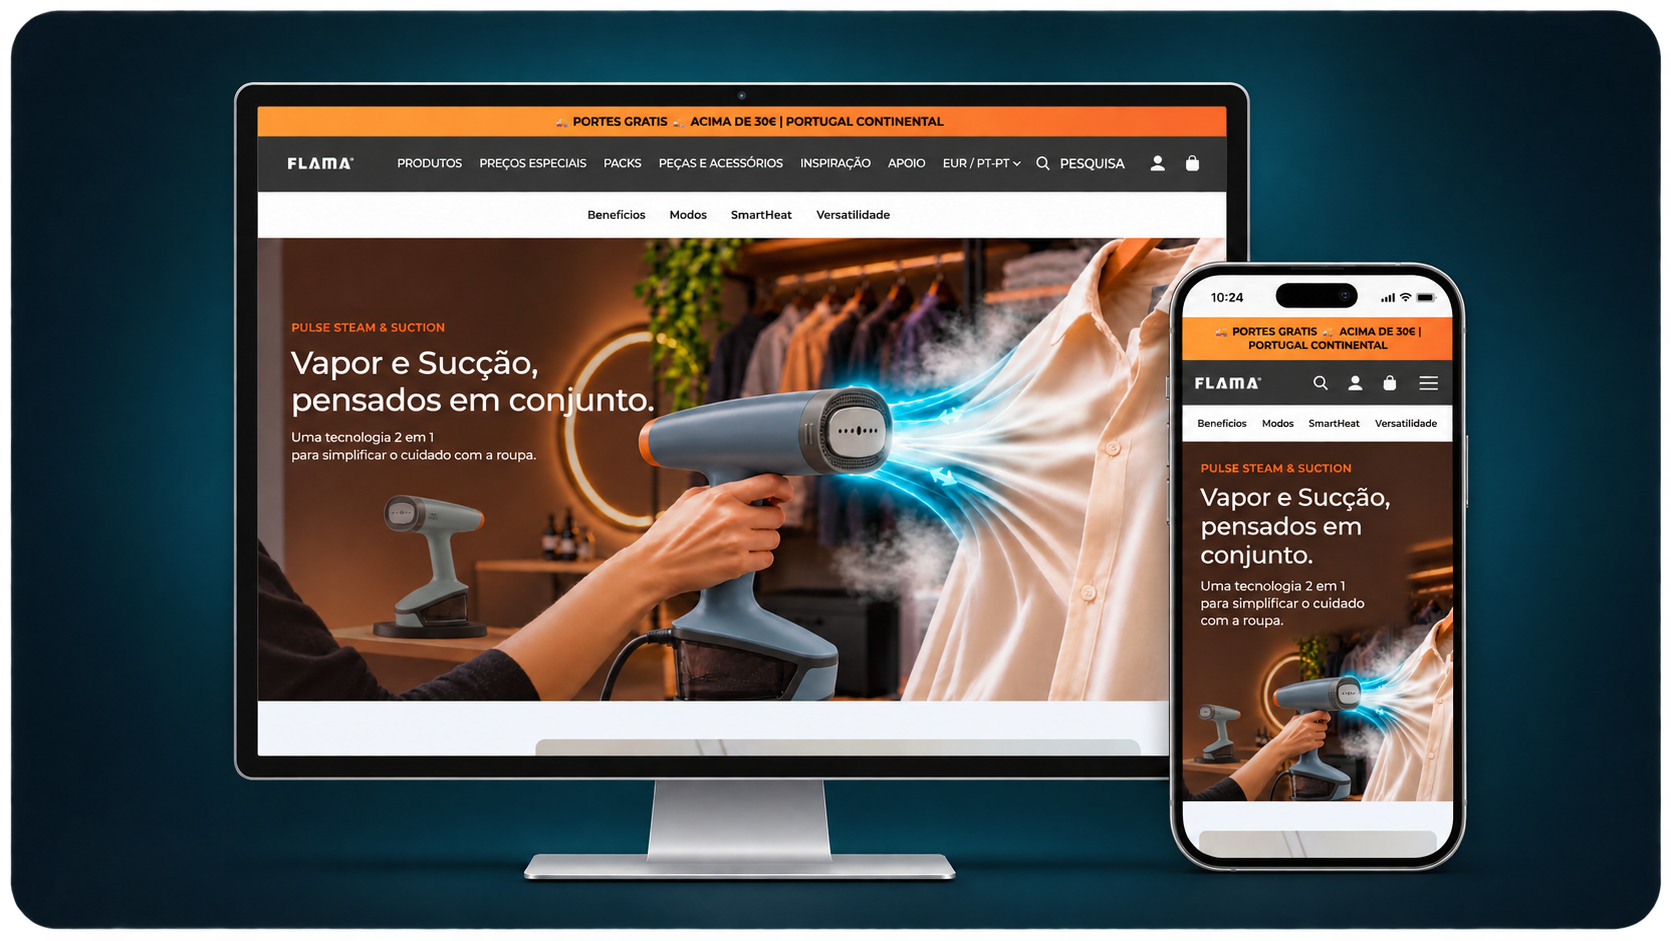 PORTES GRATIS ACIMA DE 30€ | PORTUGAL CONTINENTAL
FLAMA®
PRODUTOS PREÇOS ESPECIAIS PACKS PEÇAS E ACESSÓRIOS INSPIRAÇÃO APOIO EUR / PT-PT PESQUISA
Benefícios Modos SmartHeat Versatilidade
PULSE STEAM & SUCTION
Vapor e Sucção,
pensados em conjunto.
Uma tecnologia 2 em 1
para simplificar o cuidado com a roupa.
10:24
PORTES GRATIS ACIMA DE 30€ |
PORTUGAL CONTINENTAL
FLAMA®
Benefícios Modos SmartHeat Versatilidade
PULSE STEAM & SUCTION
Vapor e Sucção,
pensados em
conjunto.
Uma tecnologia 2 em 1
para simplificar o cuidado
com a roupa.